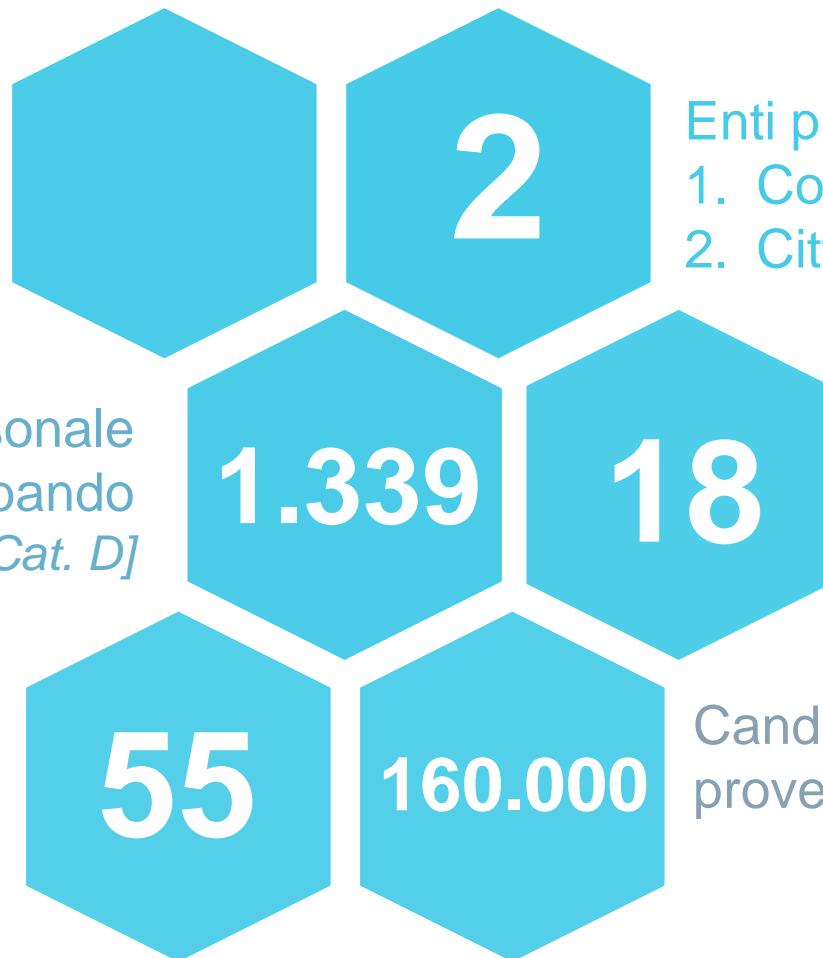 2
Enti p
1. Co
2. Cit
sonale
bando
Cat. D]
1.339
18
55
160.000
Cand
prove